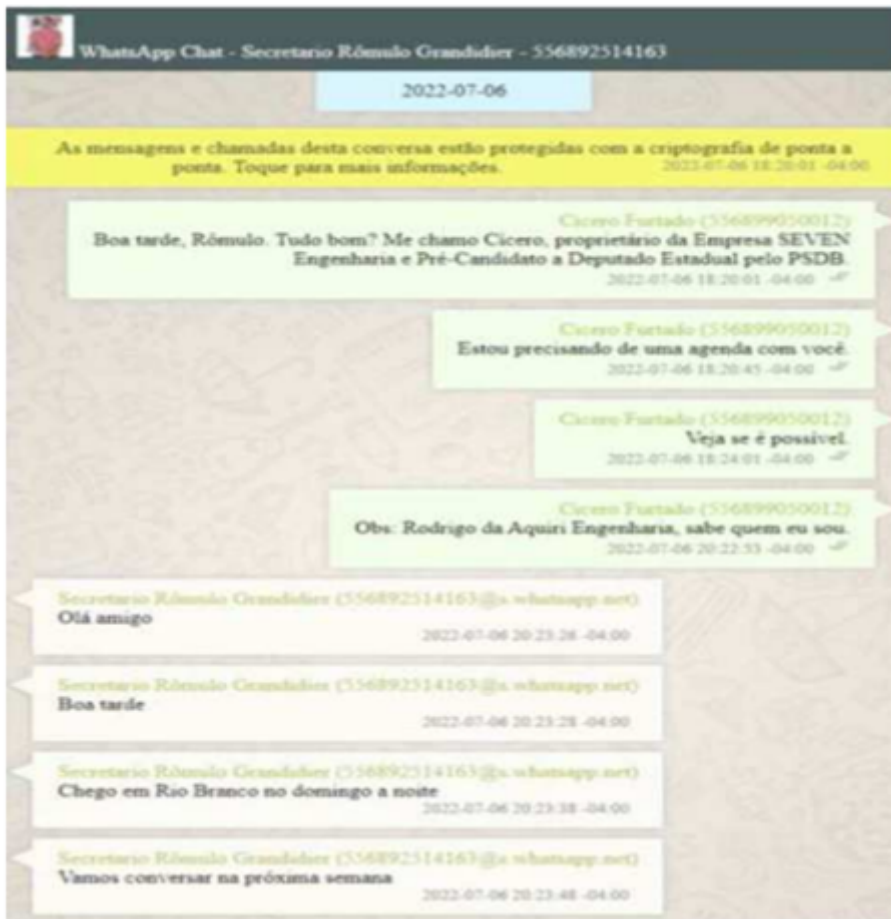 WhatsApp Chat - Secretario Rômulo Grandidier - 556892514163
2022-07-06
As mensagens e chamadas desta conversa estão protegidas com a criptografia de ponta a
ponta. Toque para mais informações.
2022-07-06 18:20:01 -04:00
Cicero Furtado (556899050012)
Boa tarde, Rômulo. Tudo bom? Me chamo Cicero, proprietário da Empresa SEVEN
Engenharia e Pré-Candidato a Deputado Estadual pelo PSDB.
2022-07-06 18:20:01 -04:00
Cicero Furtado (556899050012)
Estou precisando de uma agenda com você.
2022-07-06 18:20:45 -04:00
Cicero Furtado (556899050012)
Veja se é possível.
2022-07-06 18:24:01 -04:00
Cicero Furtado (556899050012)
Obs: Rodrigo da Aquiri Engenharia, sabe quem eu sou.
2022-07-06 20:22:53 -04:00
Secretario Rômulo Grandidier (556892514163@s.whatsapp.net)
Olá amigo
2022-07-06 20:23:26 -04:00
Secretario Rômulo Grandidier (556892514163@s.whatsapp.net)
Boa tarde
2022-07-06 20:23:28 -04:00
Secretario Rômulo Grandidier (556892514163@s.whatsapp.net)
Chego em Rio Branco no domingo a noite
2022-07-06 20:23:38 -04:00
Secretario Rômulo Grandidier (556892514163@s.whatsapp.net)
Vamos conversar na próxima semana
2022-07-06 20:23:48 -04:00